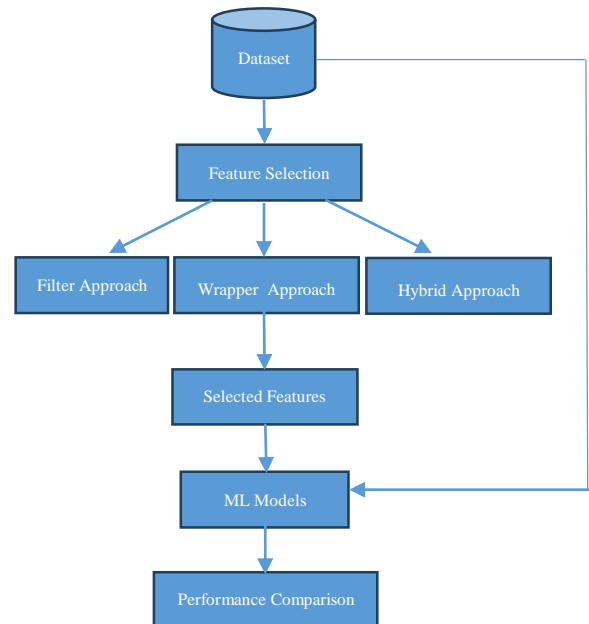 Dataset
Feature Selection
Filter Approach
Wrapper Approach
Hybrid Approach
Selected Features
ML Models
Performance Comparison